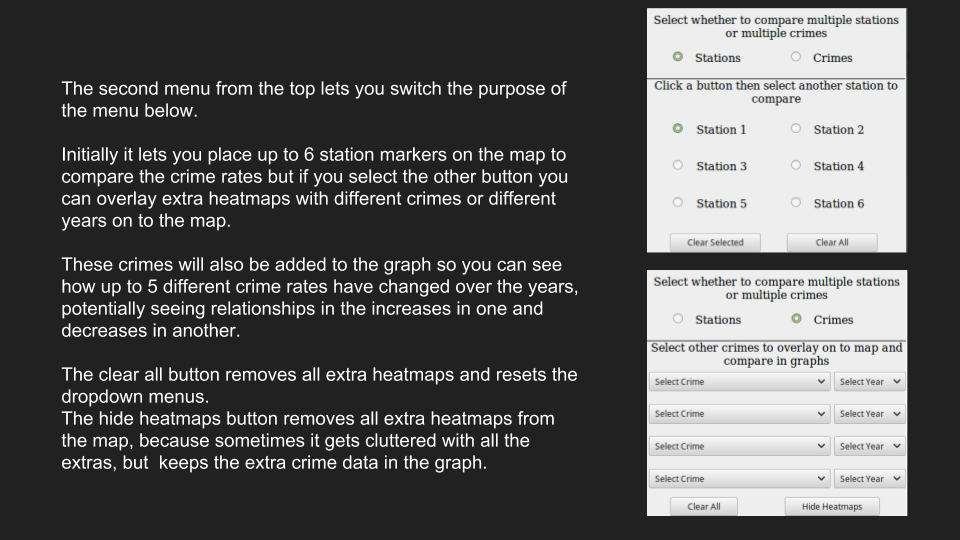 The second menu from the top lets you switch the purpose of
the menu below.
Initially it lets you place up to 6 station markers on the map to
compare the crime rates but if you select the other button you
can overlay extra heatmaps with different crimes or different
years on to the map.
These crimes will also be added to the graph so you can see
how up to 5 different crime rates have changed over the years,
potentially seeing relationships in the increases in one and
decreases in another.
The clear all button removes all extra heatmaps and resets the
dropdown menus.
The hide heatmaps button removes all extra heatmaps from
the map, because sometimes it gets cluttered with all the
extras, but  keeps the extra crime data in the graph.
Select whether to compare multiple stations
or multiple crimes
Stations Crimes
Click a button then select another station to
compare
Station 1 Station 2
Station 3 Station 4
Station 5 Station 6
Clear Selected Clear All
Select whether to compare multiple stations
or multiple crimes
Stations Crimes
Select other crimes to overlay on to map and
compare in graphs
Select Crime Select Year
Select Crime Select Year
Select Crime Select Year
Select Crime Select Year
Clear All Hide Heatmaps